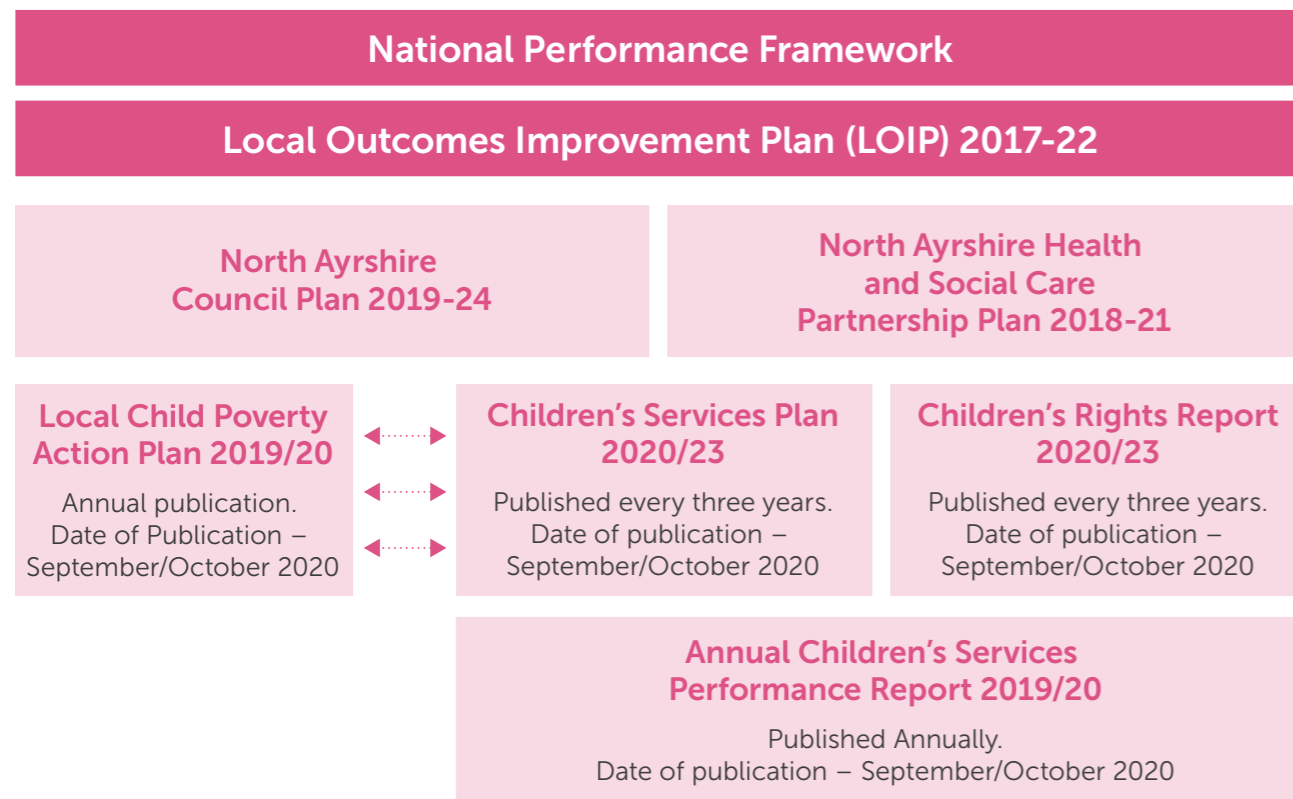 National Performance Framework
Local Outcomes Improvement Plan (LOIP) 2017-22
North Ayrshire
Council Plan 2019-24
North Ayrshire Health
and Social Care
Partnership Plan 2018-21
Local Child Poverty
Action Plan 2019/20
Annual publication.
Date of Publication –
September/October 2020
Children’s Services Plan
2020/23
Published every three years.
Date of publication –
September/October 2020
Children’s Rights Report
2020/23
Published every three years.
Date of publication –
September/October 2020
Annual Children’s Services
Performance Report 2019/20
Published Annually.
Date of publication – September/October 2020